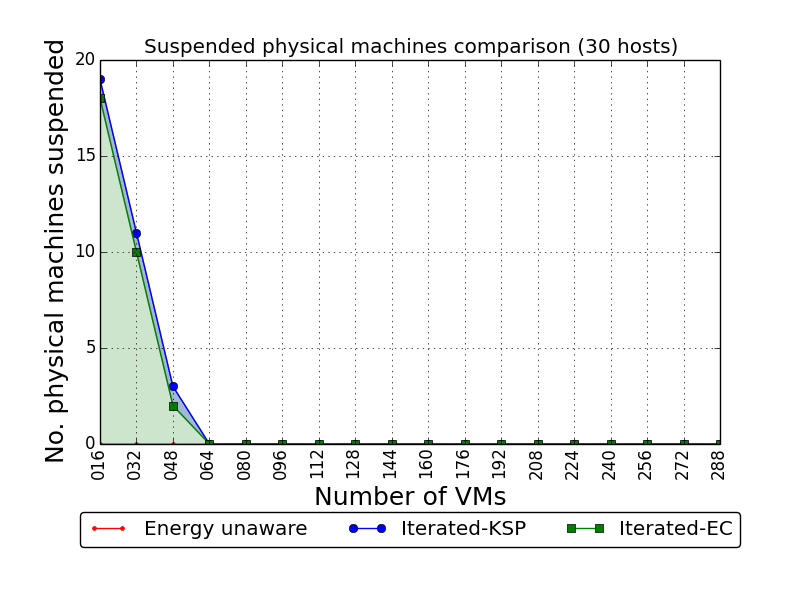 Suspended physical machines comparison (30 hosts)
No. physical machines suspended
20
15
10
5
0
016 032 048 064 080 096 112 128 144 160 176 192 208 224 240 256 272 288
Number of VMs
Energy unaware Iterated-KSP Iterated-EC